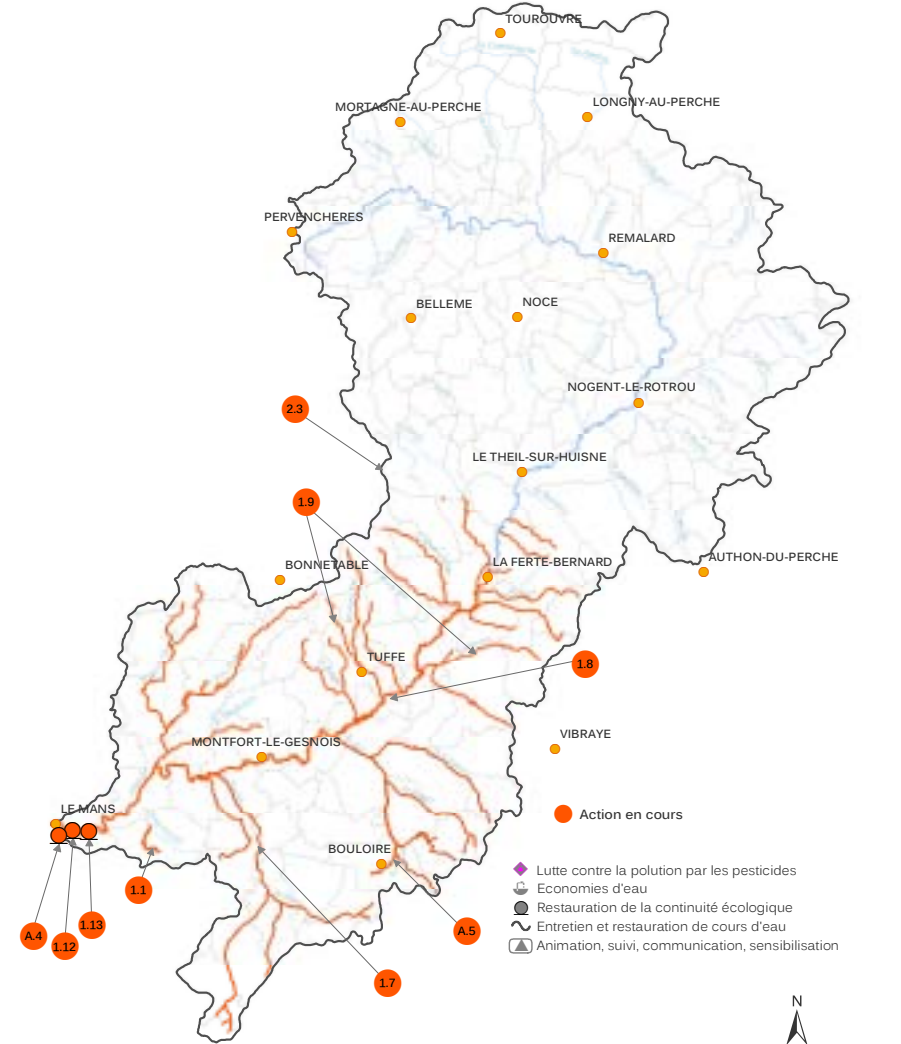 TOUROUVRE
MORTAGNE-AU-PERCHE
LONGNY-AU-PERCHE
PERVENCHERES
REMALARD
BELLEME
NOCE
NOGENT-LE-ROTROU
2.3
LE THEIL-SUR-HUISNE
1.9
BONNETABLE
LA FERTE-BERNARD
AUTHON-DU-PERCHE
TUFFE
1.8
MONTFORT-LE-GESNOIS
VIBRAYE
LE MANS
Action en cours
BOULOIRE
Lutte contre la polution par les pesticides
Economies d'eau
Restauration de la continuité écologique
Entretien et restauration de cours d'eau
Animation, suivi, communication, sensibilisation
1.1
1.13
A.4
1.12
A.5
1.7
N